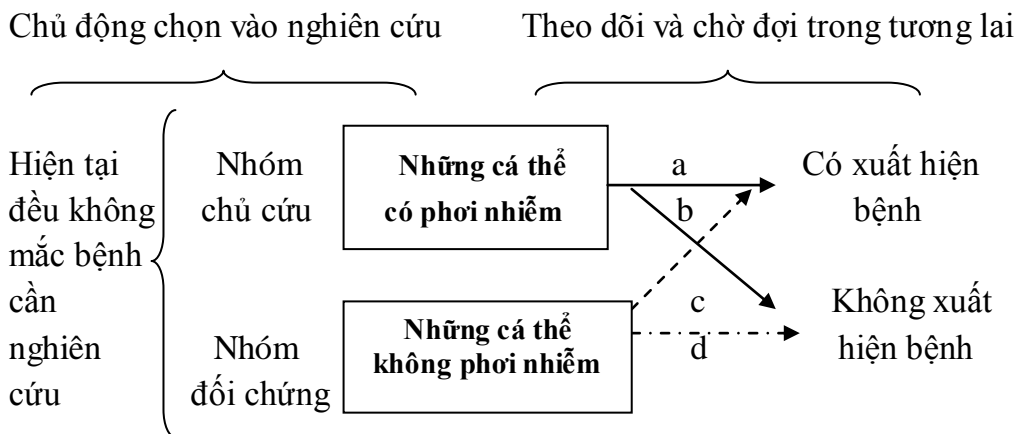 Chủ động chọn vào nghiên cứu
Theo dõi và chờ đợi trong tương lai
Hiện tại
đều không
mắc bệnh
cần
nghiên
cứu
Nhóm
chủ cứu
Những cá thể
có phơi nhiễm
a
b
Có xuất hiện
bệnh
Nhóm
đối chứng
Những cá thể
không phơi nhiễm
c
d
Không xuất
hiện bệnh